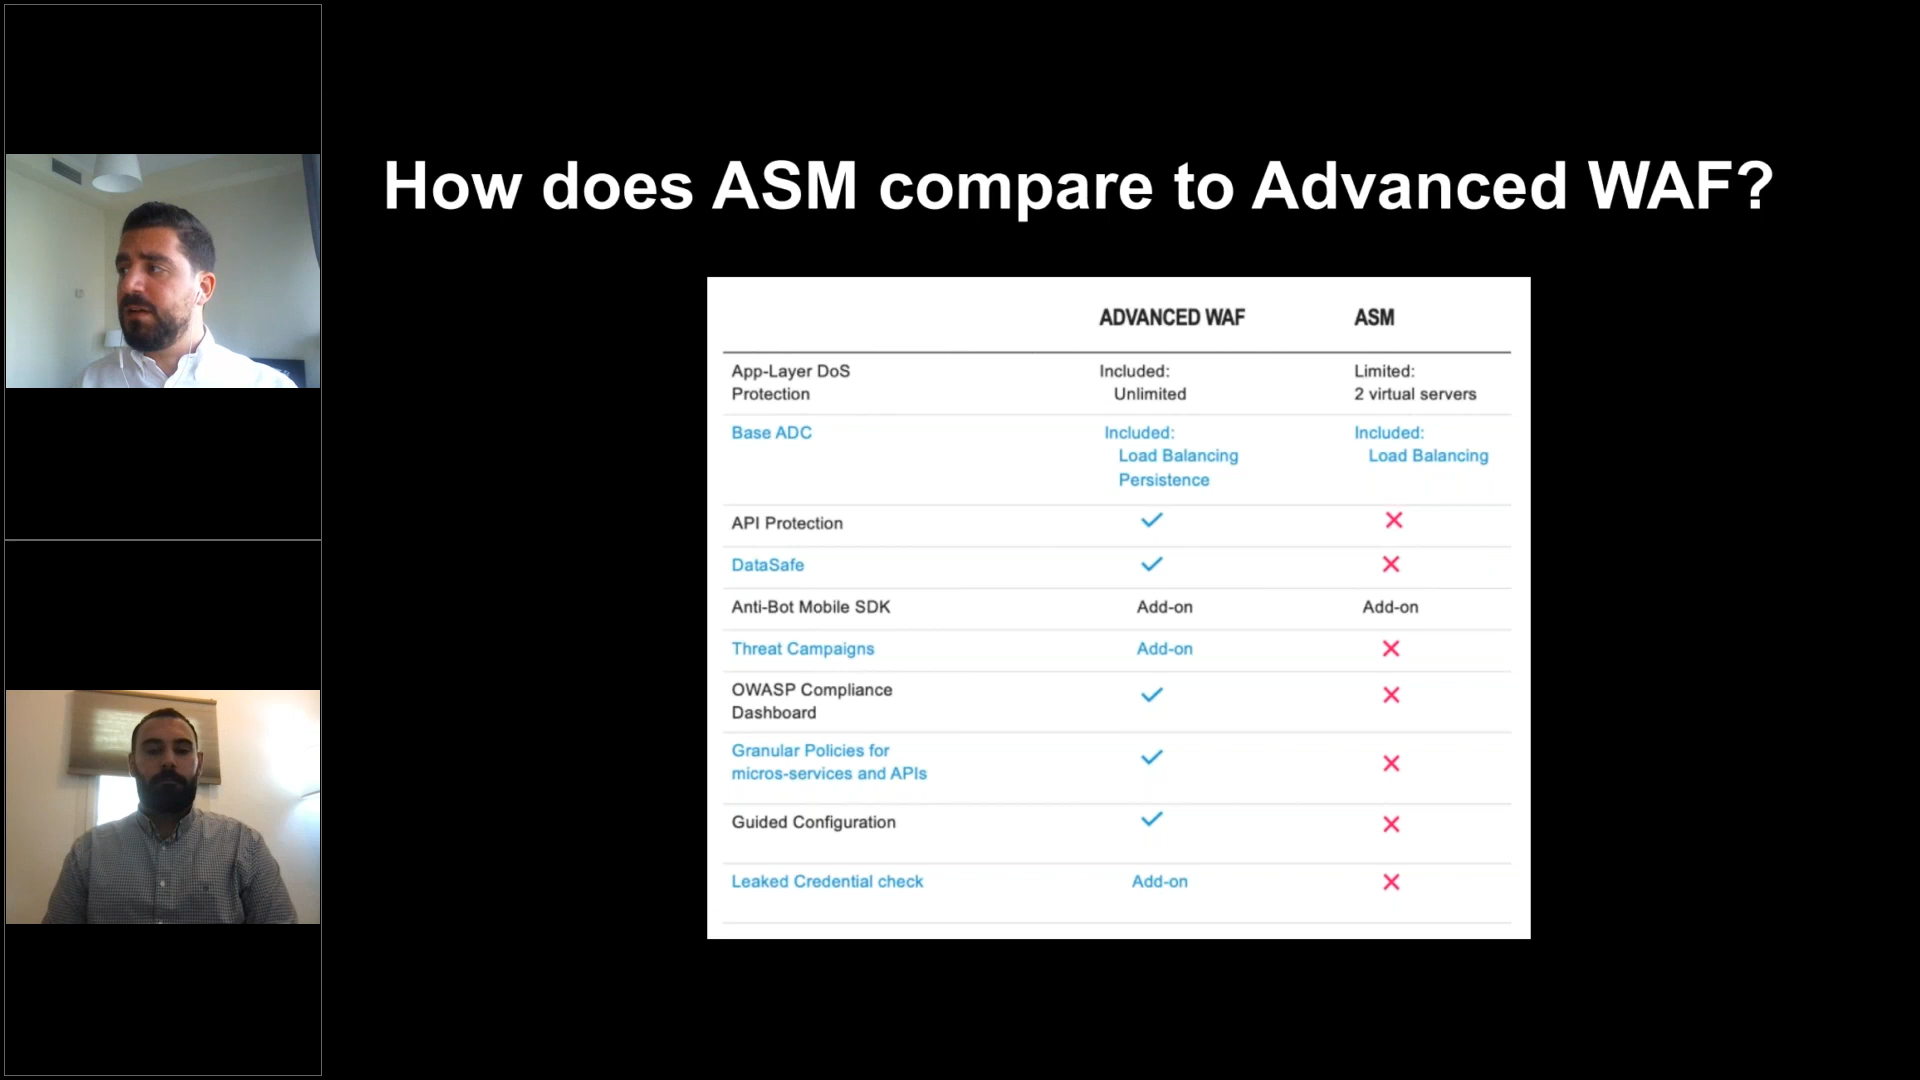 How does ASM compare to Advanced WAF?
ADVANCED WAF ASM
App-Layer DoS Protection
Included: Unlimited
Limited: 2 virtual servers
Base ADC
Included: Load Balancing Persistence
Included: Load Balancing
API Protection
DataSafe
Anti-Bot Mobile SDK Add-on Add-on
Threat Campaigns Add-on
OWASP Compliance Dashboard
Granular Policies for micros-services and APIs
Guided Configuration
Leaked Credential check Add-on